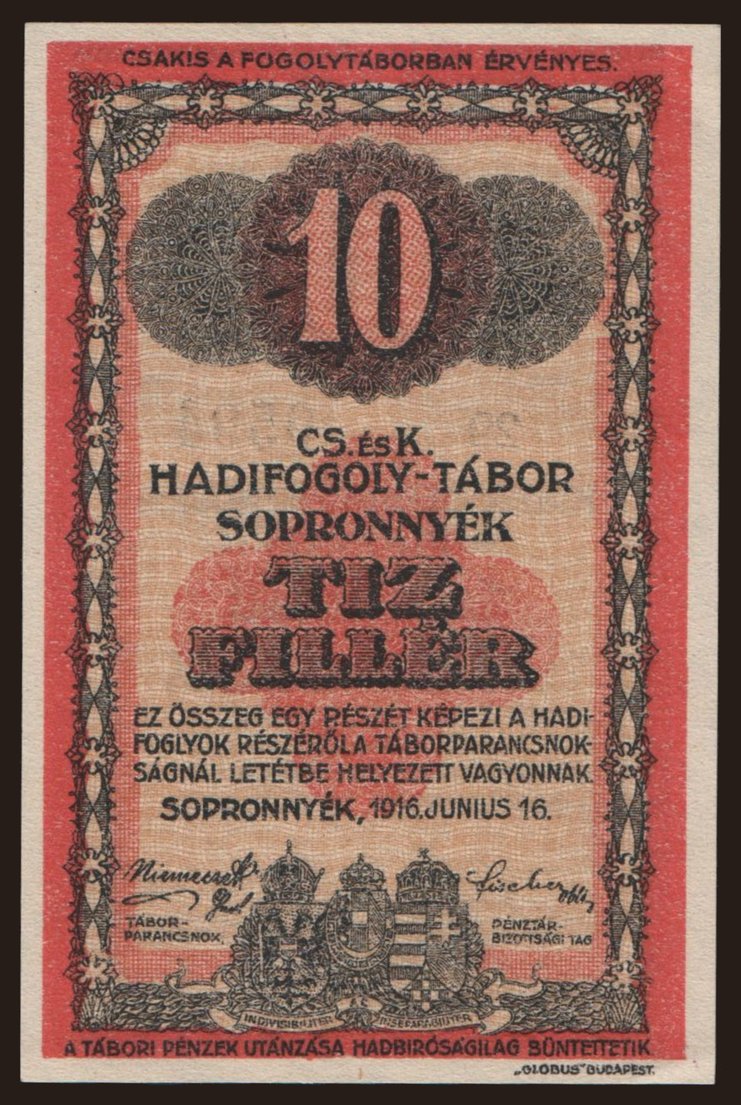 CSAKIS A FOGOLYTÁBORBAN ÉRVÉNYES.
10
CS. ÉS K.
HADIFOGOLY-TÁBOR
SOPRONNYÉK
TIZ
FILLÉR
EZ ÖSSZEG EGY RÉSZÉT KÉPEZI A HADI-
FOGLYOK RÉSZÉRŐL A TÁBORPARANCSNOK-
SÁGNÁL LETÉTBE HELYEZETT VAGYONNAK.
SOPRONNYÉK, 1916. JUNIUS 16.
TÁBOR-
PARANCSNOK.
PÉNZTÁR-
BIZOTTSÁGI TAG
INDIVISIBILITER AC INSEPARABILITER
A TÁBORI PÉNZEK UTÁNZÁSA HADBIRÓSÁGILAG BÜNTETTETIK
„GLOBUS" BUDAPEST.